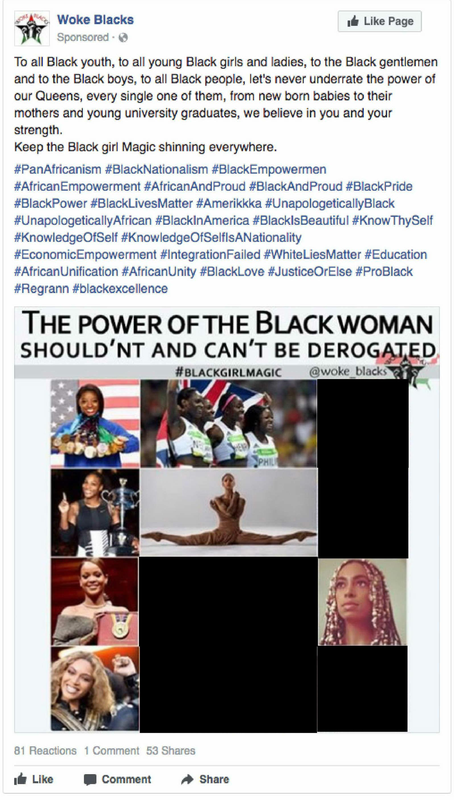 Woke Blacks
Like Page
Sponsored ·
To all Black youth, to all young Black girls and ladies, to the Black gentlemen
and to the Black boys, to all Black people, let's never underrate the power of
our Queens, every single one of them, from new born babies to their
mothers and young university graduates, we believe in you and your
strength.
Keep the Black girl Magic shinning everywhere.
#PanAfricanism #BlackNationalism #BlackEmpowermen
#AfricanEmpowerment #AfricanAndProud #BlackAndProud #BlackPride
#BlackPower #BlackLivesMatter #Amerikkka #UnapologeticallyBlack
#UnapologeticallyAfrican #BlackInAmerica #BlackIsBeautiful #KnowThySelf
#KnowledgeOfSelf #KnowledgeOfSelfIsANationality
#EconomicEmpowerment #IntegrationFailed #WhiteLiesMatter #Education
#AfricanUnification #AfricanUnity #BlackLove #JusticeOrElse #ProBlack
#Regrann #blackexcellence
THE POWER OF THE BLACK WOMAN
SHOULD'NT AND CAN'T BE DEROGATED
#BLACKGIRLMAGIC @woke_blacks
81 Reactions 1 Comment 53 Shares
Like Comment Share